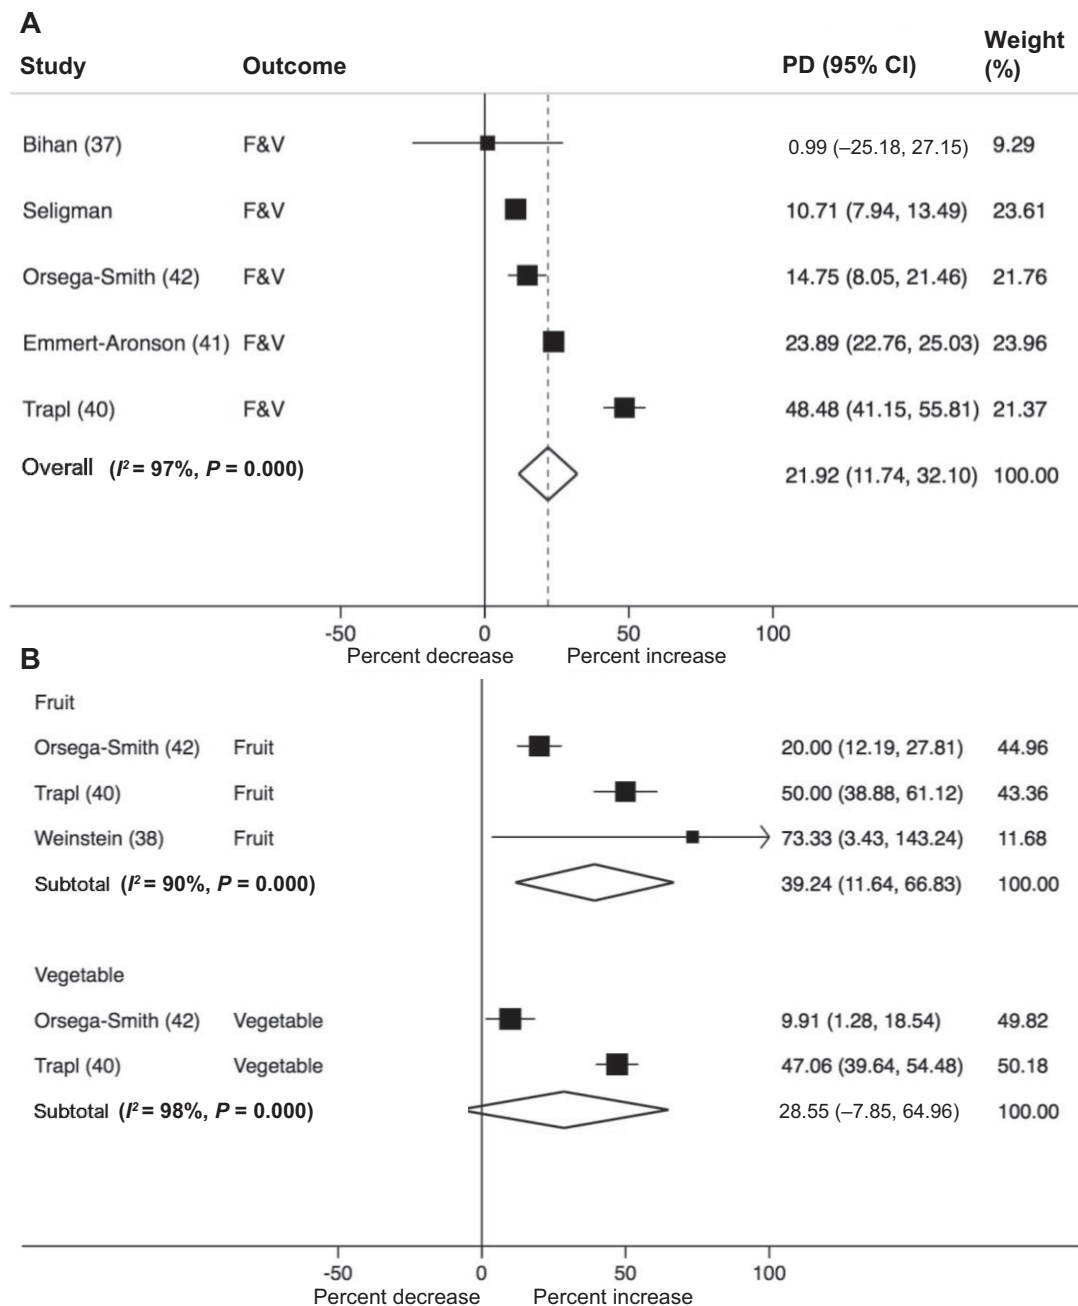 A
Study Outcome PD (95% CI) Weight (%)
Bihan (37) F&V 0.99 (–25.18, 27.15) 9.29
Seligman F&V 10.71 (7.94, 13.49) 23.61
Orsega-Smith (42) F&V 14.75 (8.05, 21.46) 21.76
Emmert-Aronson (41) F&V 23.89 (22.76, 25.03) 23.96
Trapl (40) F&V 48.48 (41.15, 55.81) 21.37
Overall (I² = 97%, P = 0.000) 21.92 (11.74, 32.10) 100.00
-50 0 50 100
Percent decrease Percent increase
B
Fruit
Orsega-Smith (42) Fruit 20.00 (12.19, 27.81) 44.96
Trapl (40) Fruit 50.00 (38.88, 61.12) 43.36
Weinstein (38) Fruit 73.33 (3.43, 143.24) 11.68
Subtotal (I² = 90%, P = 0.000) 39.24 (11.64, 66.83) 100.00
Vegetable
Orsega-Smith (42) Vegetable 9.91 (1.28, 18.54) 49.82
Trapl (40) Vegetable 47.06 (39.64, 54.48) 50.18
Subtotal (I² = 98%, P = 0.000) 28.55 (–7.85, 64.96) 100.00
-50 0 50 100
Percent decrease Percent increase